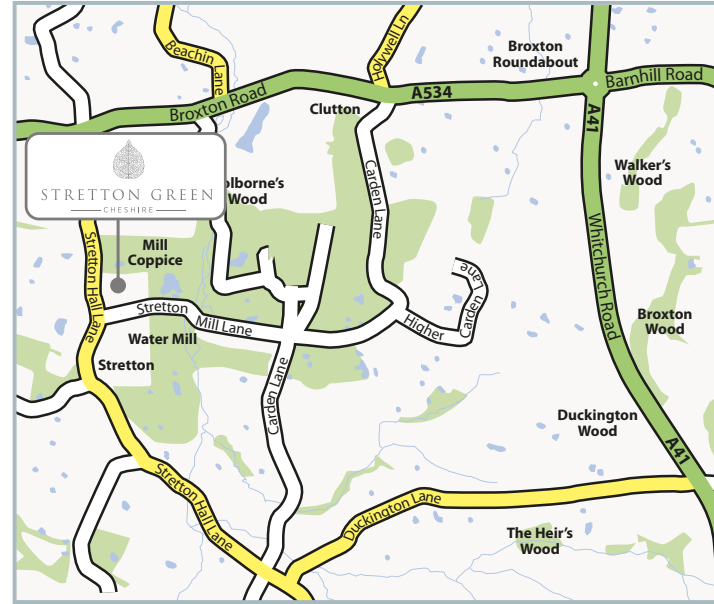 Broxton
Roundabout
Beachin Lane
Holywell Ln
Barnhill Road
A534
Broxton Road
A41
Clutton
STRETTON GREEN
CHESHIRE
olborne's
Wood
Carden Lane
Walker's
Wood
Whitchurch Road
Stretton Hall Lane
Mill
Coppice
Carden Lane
Higher
Stretton
Mill Lane
Water Mill
Broxton
Wood
Stretton
Carden Lane
Duckington
Wood
A41
Stretton Hall Lane
Duckington Lane
The Heir's
Wood